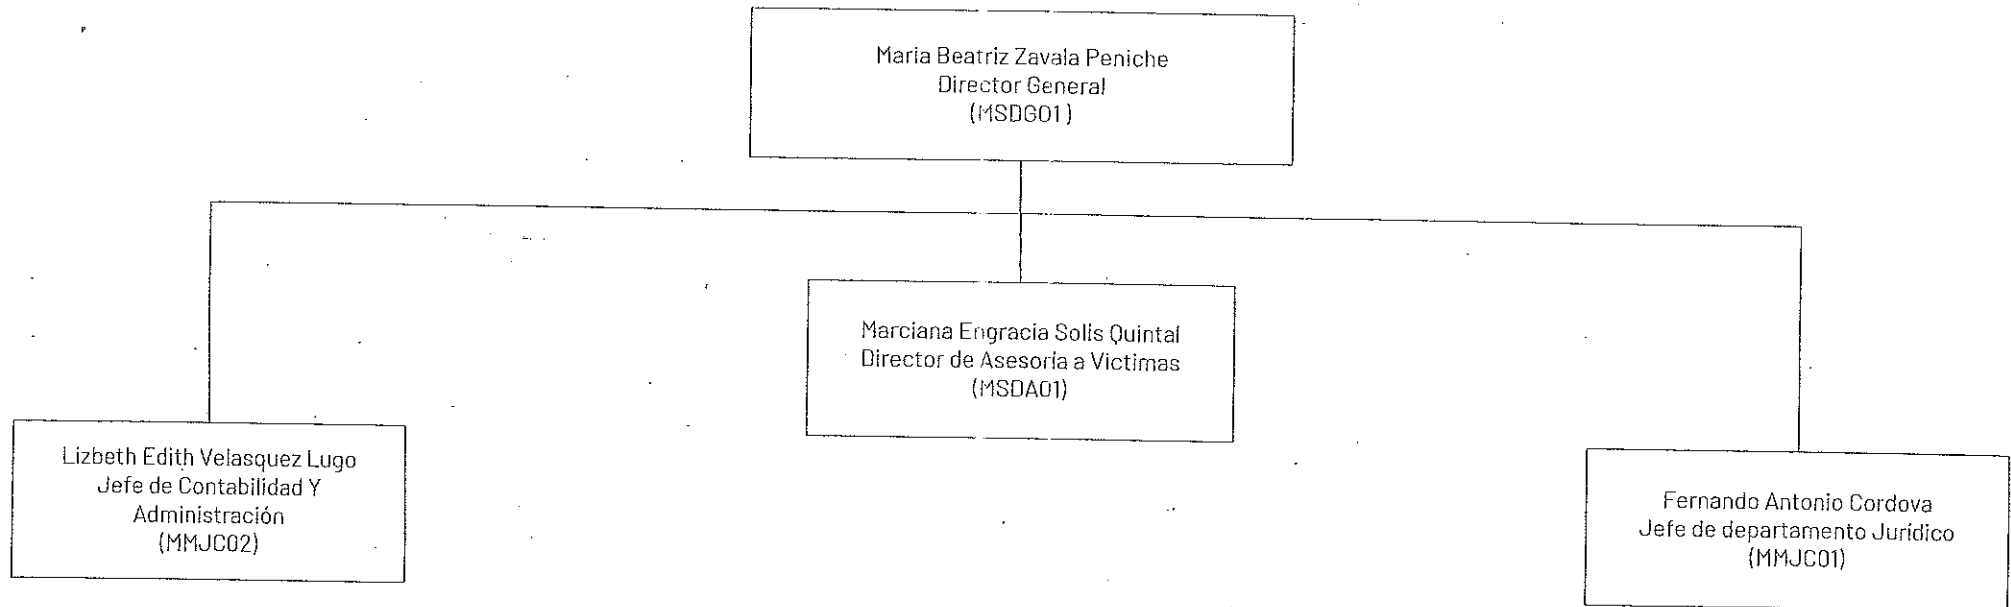 Maria Beatriz Zavala Peniche
Director General
(MSDG01)
Marciana Engracia Solis Quintal
Director de Asesoría a Victimas
(MSDA01)
Lizbeth Edith Velasquez Lugo
Jefe de Contabilidad Y
Administración
(MMJC02)
Fernando Antonio Cordova
Jefe de departamento Jurídico
(MMJC01)